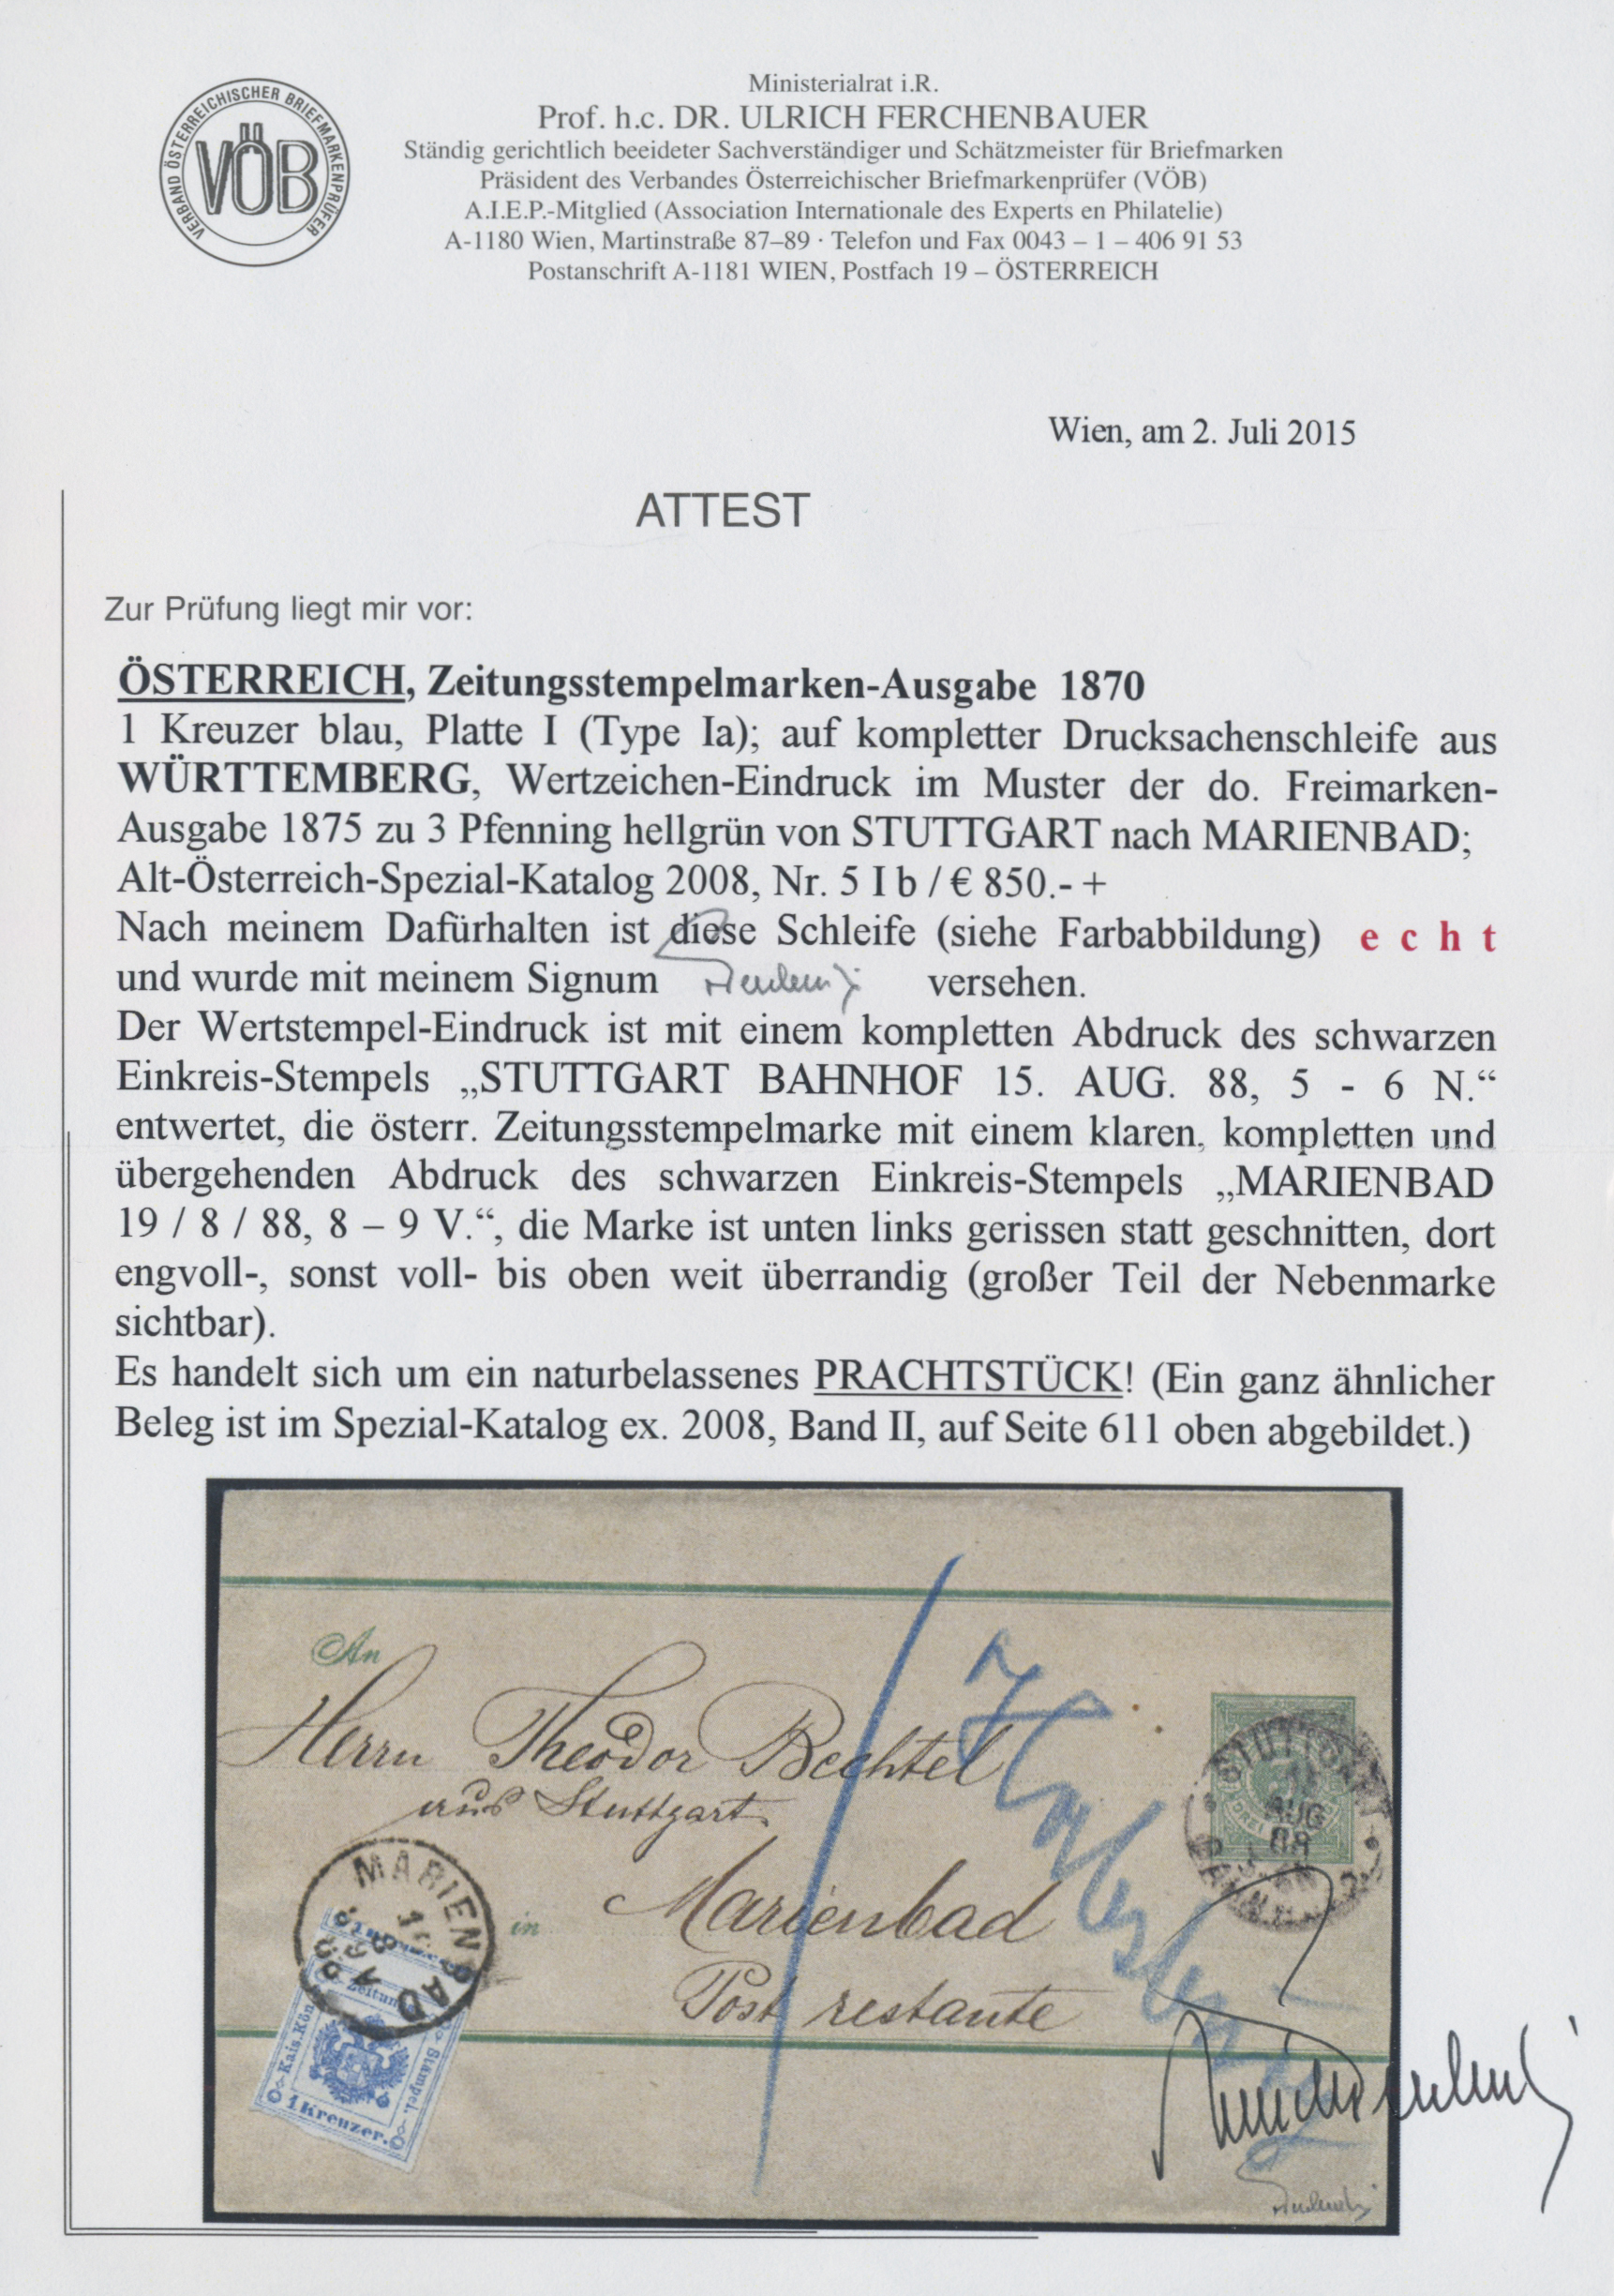 VERBAND ÖSTERREICHISCHER BRIEFMARKENPRÜFER
VÖB
Ministerialrat i.R.
Prof. h.c. DR. ULRICH FERCHENBAUER
Ständig gerichtlich beeideter Sachverständiger und Schätzmeister für Briefmarken
Präsident des Verbandes Österreichischer Briefmarkenprüfer (VÖB)
A.I.E.P.-Mitglied (Association Internationale des Experts en Philatelie)
A-1180 Wien, Martinstraße 87–89 · Telefon und Fax 0043 – 1 – 406 91 53
Postanschrift A-1181 WIEN, Postfach 19 – ÖSTERREICH
Wien, am 2. Juli 2015
ATTEST
Zur Prüfung liegt mir vor:
ÖSTERREICH, Zeitungsstempelmarken-Ausgabe 1870
1 Kreuzer blau, Platte I (Type Ia); auf kompletter Drucksachenschleife aus
WÜRTTEMBERG, Wertzeichen-Eindruck im Muster der do. Freimarken-
Ausgabe 1875 zu 3 Pfenning hellgrün von STUTTGART nach MARIENBAD;
Alt-Österreich-Spezial-Katalog 2008, Nr. 5 I b / € 850.- +
Nach meinem Dafürhalten ist diese Schleife (siehe Farbabbildung) e c h t
und wurde mit meinem Signum versehen.
Der Wertstempel-Eindruck ist mit einem kompletten Abdruck des schwarzen
Einkreis-Stempels „STUTTGART BAHNHOF 15. AUG. 88, 5 - 6 N.“
entwertet, die österr. Zeitungsstempelmarke mit einem klaren, kompletten und
übergehenden Abdruck des schwarzen Einkreis-Stempels „MARIENBAD
19 / 8 / 88, 8 – 9 V.“, die Marke ist unten links gerissen statt geschnitten, dort
engvoll-, sonst voll- bis oben weit überrandig (großer Teil der Nebenmarke
sichtbar).
Es handelt sich um ein naturbelassenes PRACHTSTÜCK! (Ein ganz ähnlicher
Beleg ist im Spezial-Katalog ex. 2008, Band II, auf Seite 611 oben abgebildet.)
An
Herrn Theodor Bechtel
aus Stuttgart
STUTTGART
AUG
88
MARIENBAD
in
Marienbad
Post restante
Kais. Kön.
Zeitun
Stampel.
1 Kreuzer.